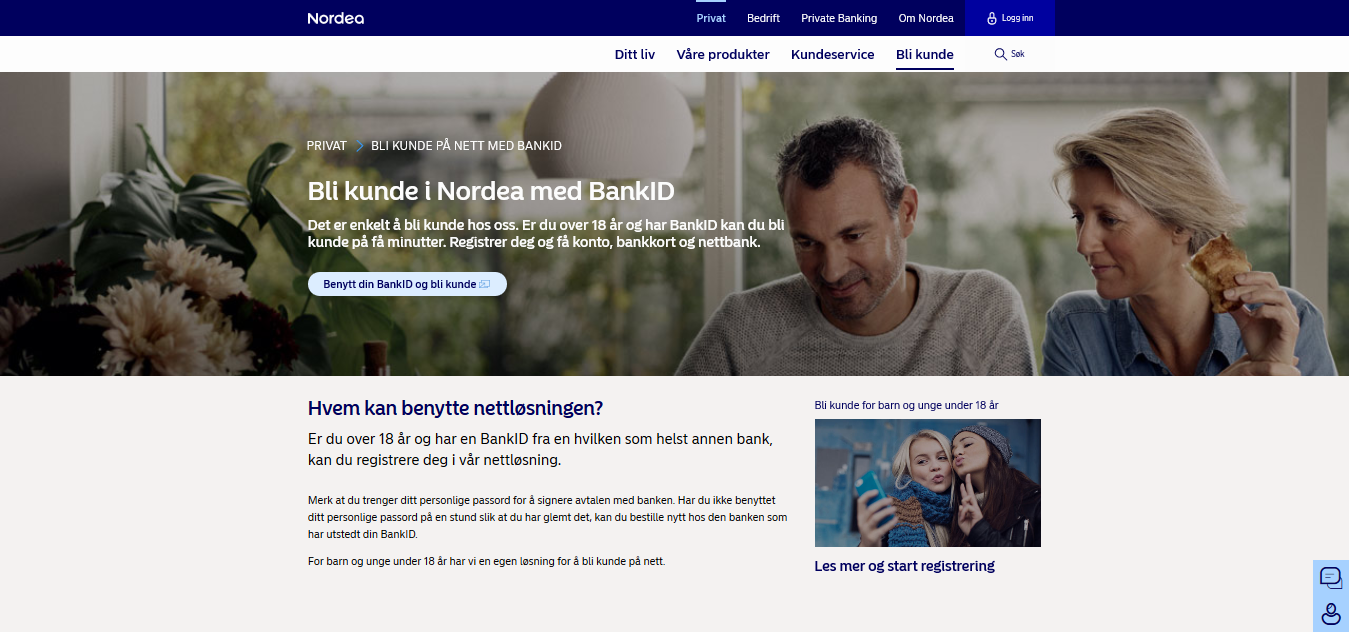 Nordea
Privat
Bedrift
Private Banking
Om Nordea
Logg inn
Ditt liv
Våre produkter
Kundeservice
Bli kunde
Søk
PRIVAT
BLI KUNDE PÅ NETT MED BANKID
Bli kunde i Nordea med BankID
Det er enkelt å bli kunde hos oss. Er du over 18 år og har BankID kan du bli
kunde på få minutter. Registrer deg og få konto, bankkort og nettbank.
Benytt din BankID og bli kunde
Hvem kan benytte nettløsningen?
Er du over 18 år og har en BankID fra en hvilken som helst annen bank,
kan du registrere deg i vår nettløsning.
Merk at du trenger ditt personlige passord for å signere avtalen med banken. Har du ikke benyttet
ditt personlige passord på en stund slik at du har glemt det, kan du bestille nytt hos den banken som
har utstedt din BankID.
For barn og unge under 18 år har vi en egen løsning for å bli kunde på nett.
Bli kunde for barn og unge under 18 år
Les mer og start registrering